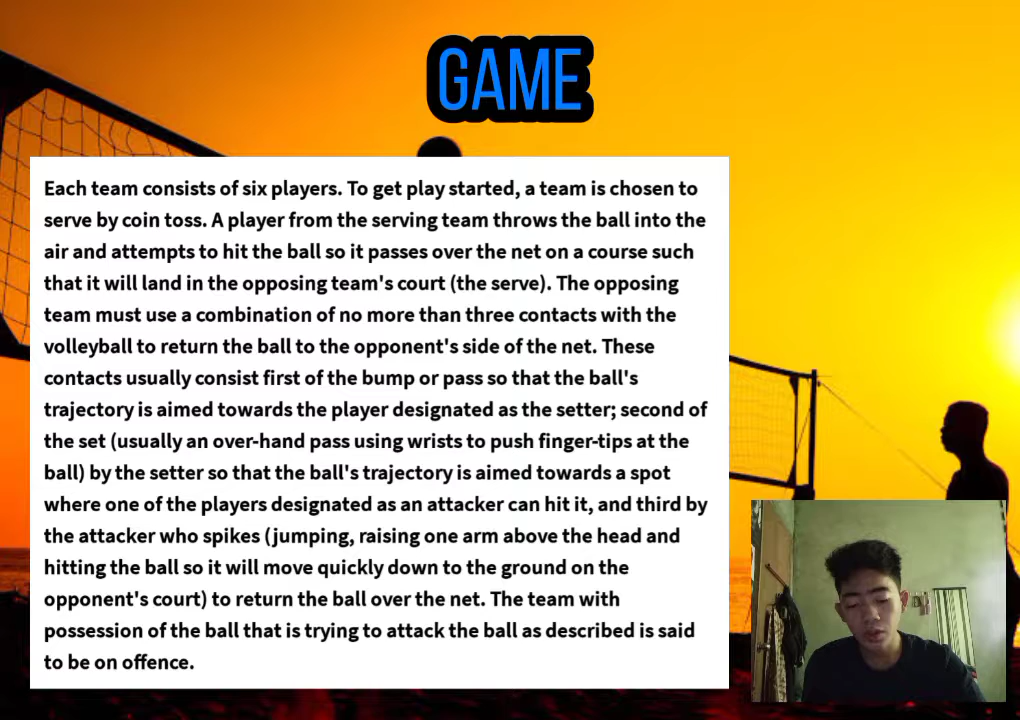 GAME
Each team consists of six players. To get play started, a team is chosen to
serve by coin toss. A player from the serving team throws the ball into the
air and attempts to hit the ball so it passes over the net on a course such
that it will land in the opposing team's court (the serve). The opposing
team must use a combination of no more than three contacts with the
volleyball to return the ball to the opponent's side of the net. These
contacts usually consist first of the bump or pass so that the ball's
trajectory is aimed towards the player designated as the setter; second of
the set (usually an over-hand pass using wrists to push finger-tips at the
ball) by the setter so that the ball's trajectory is aimed towards a spot
where one of the players designated as an attacker can hit it, and third by
the attacker who spikes (jumping, raising one arm above the head and
hitting the ball so it will move quickly down to the ground on the
opponent's court) to return the ball over the net. The team with
possession of the ball that is trying to attack the ball as described is said
to be on offence.